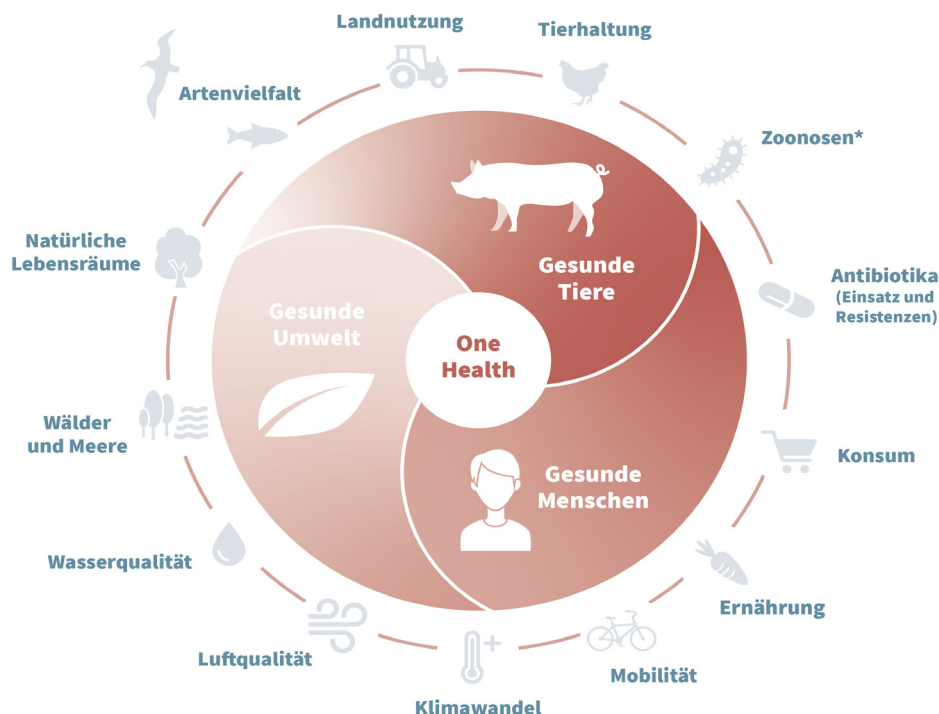 Landnutzung
Tierhaltung
Artenvielfalt
Zoonosen*
Natürliche
Lebensräume
Gesunde
Tiere
Antibiotika
(Einsatz und
Resistenzen)
Gesunde
Umwelt
One
Health
Wälder
und Meere
Konsum
Gesunde
Menschen
Wasserqualität
Ernährung
Luftqualität
Mobilität
Klimawandel